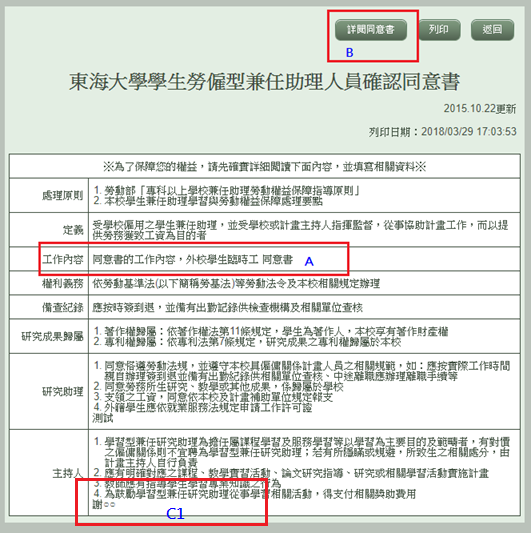 詳閱同意書
列印
返回
B
東海大學學生勞僱型兼任助理人員確認同意書
2015.10.22更新
列印日期：2018/03/29 17:03:53
※為了保障您的權益，請先確實詳細閱讀下面內容，並填寫相關資料※
處理原則
1. 勞動部「專科以上學校兼任助理勞動權益保障指導原則」
2. 本校學生兼任助理學習與勞動權益保障處理要點
定義
受學校僱用之學生兼任助理，並受學校或計畫主持人指揮監督，從事協助計畫工作，而以提
供勞務獲致工資為目的者
工作內容
同意書的工作內容，外校學生臨時工 同意書
A
權利義務
依勞動基準法(以下簡稱勞基法)等勞動法令及本校相關規定辦理
備查紀錄
應按時簽到退，並備有出勤記錄供檢查機構及相關單位查核
研究成果歸屬
1. 著作權歸屬：依著作權法第11條規定，學生為著作人，本校享有著作財產權
2. 專利權歸屬：依專利法第7條規定，研究成果之專利權歸屬於本校
研究助理
1. 同意俗遵勞動法規，並遵守本校具僱傭關係計畫人員之相關規範，如：應按實際工作時間
親自辦理簽到退並備有出勤紀錄供相關單位查核、中途離職應辦理離職手續等
2. 同意勞務所生研究、教學或其他成果，係歸屬於學校
3. 支領之工資，同意依本校及計畫補助單位規定報支
4. 外籍學生應依就業服務法規定申請工作許可證
測試
主持人
1. 學習型兼任研究助理為擔任屬課程學習及服務學習等以學習為主要目的及範疇者，有對價
之僱傭關係則不宜聘為學習型兼任研究助理；若有所隱瞞或規避，所致生之相關處分，由
計畫主持人自行負責
2. 應有明確對應之課程、教學實習活動、論文研究指導、研究或相關學習活動實施計畫
3. 教師應有指導學生學習專業知識之行為
4. 為鼓勵學習型兼任研究助理從事學習相關活動，得支付相關獎助費用
謝○○
C1